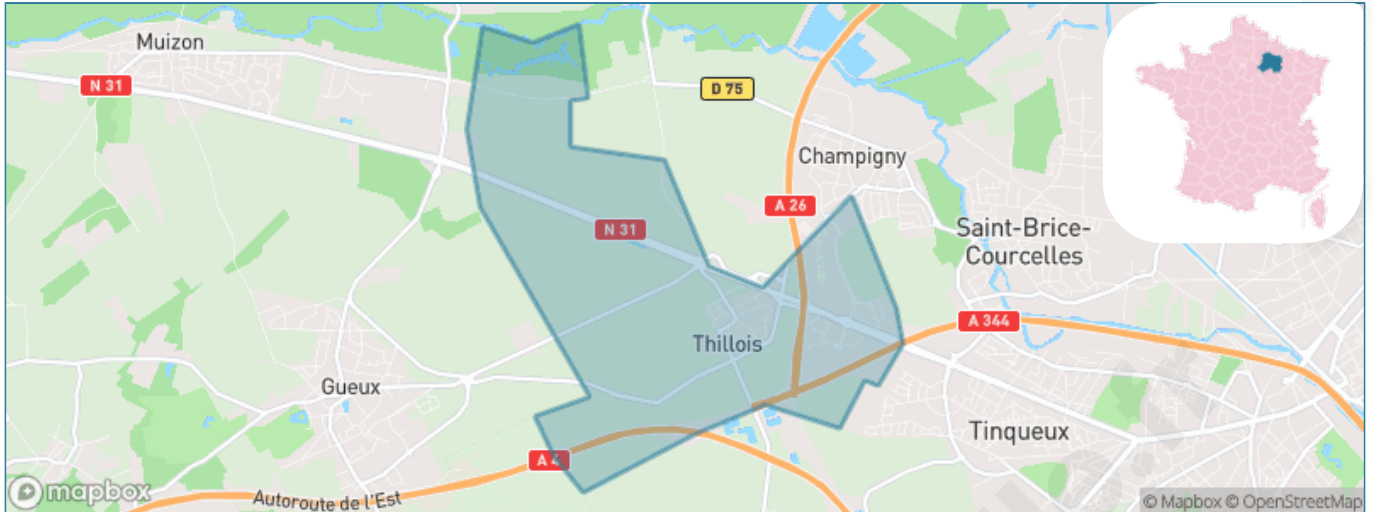 Muizon
N 31
D 75
Champigny
A 26
N 31
Saint-Brice-
Courcelles
A 344
Thillois
Gueux
Tinqueux
A 4
Autoroute de l'Est
mapbox
© Mapbox © OpenStreetMap